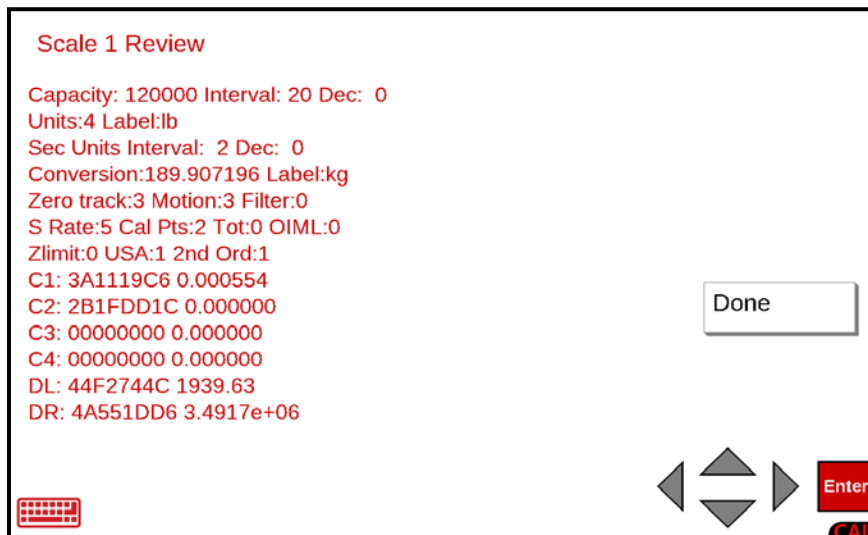 Scale 1 Review
Capacity: 120000 Interval: 20 Dec: 0
Units:4 Label:lb
Sec Units Interval: 2 Dec: 0
Conversion:189.907196 Label:kg
Zero track:3 Motion:3 Filter:0
S Rate:5 Cal Pts:2 Tot:0 OIML:0
Zlimit:0 USA:1 2nd Ord:1
C1: 3A1119C6 0.000554
C2: 2B1FDD1C 0.000000
C3: 00000000 0.000000
C4: 00000000 0.000000
DL: 44F2744C 1939.63
DR: 4A551DD6 3.4917e+06
Done
Enter